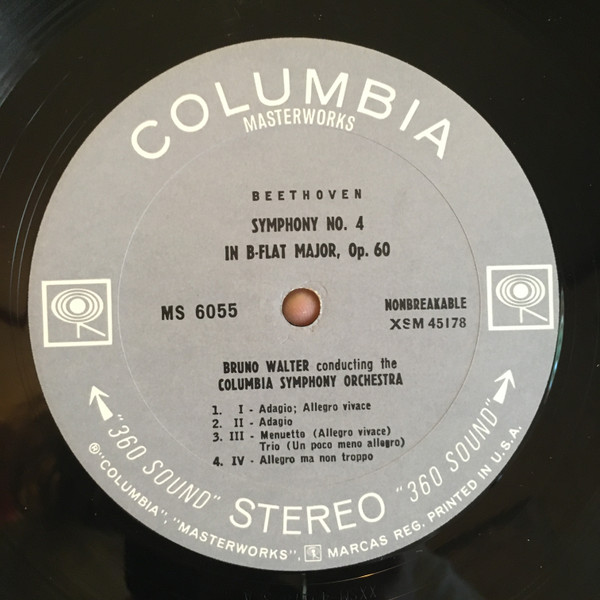 COLUMBIA
MASTERWORKS
BEETHOVEN
SYMPHONY NO. 4
IN B-FLAT MAJOR, Op. 60
MS 6055
NONBREAKABLE
XSM 45178
BRUNO WALTER conducting the
COLUMBIA SYMPHONY ORCHESTRA
1. I - Adagio; Allegro vivace
2. II - Adagio
3. III - Menuetto (Allegro vivace)
Trio (Un poco meno allegro)
4. IV - Allegro ma non troppo
"360 SOUND" STEREO "360 SOUND"
® "COLUMBIA", "MASTERWORKS", MARCAS REG. PRINTED IN U.S.A.